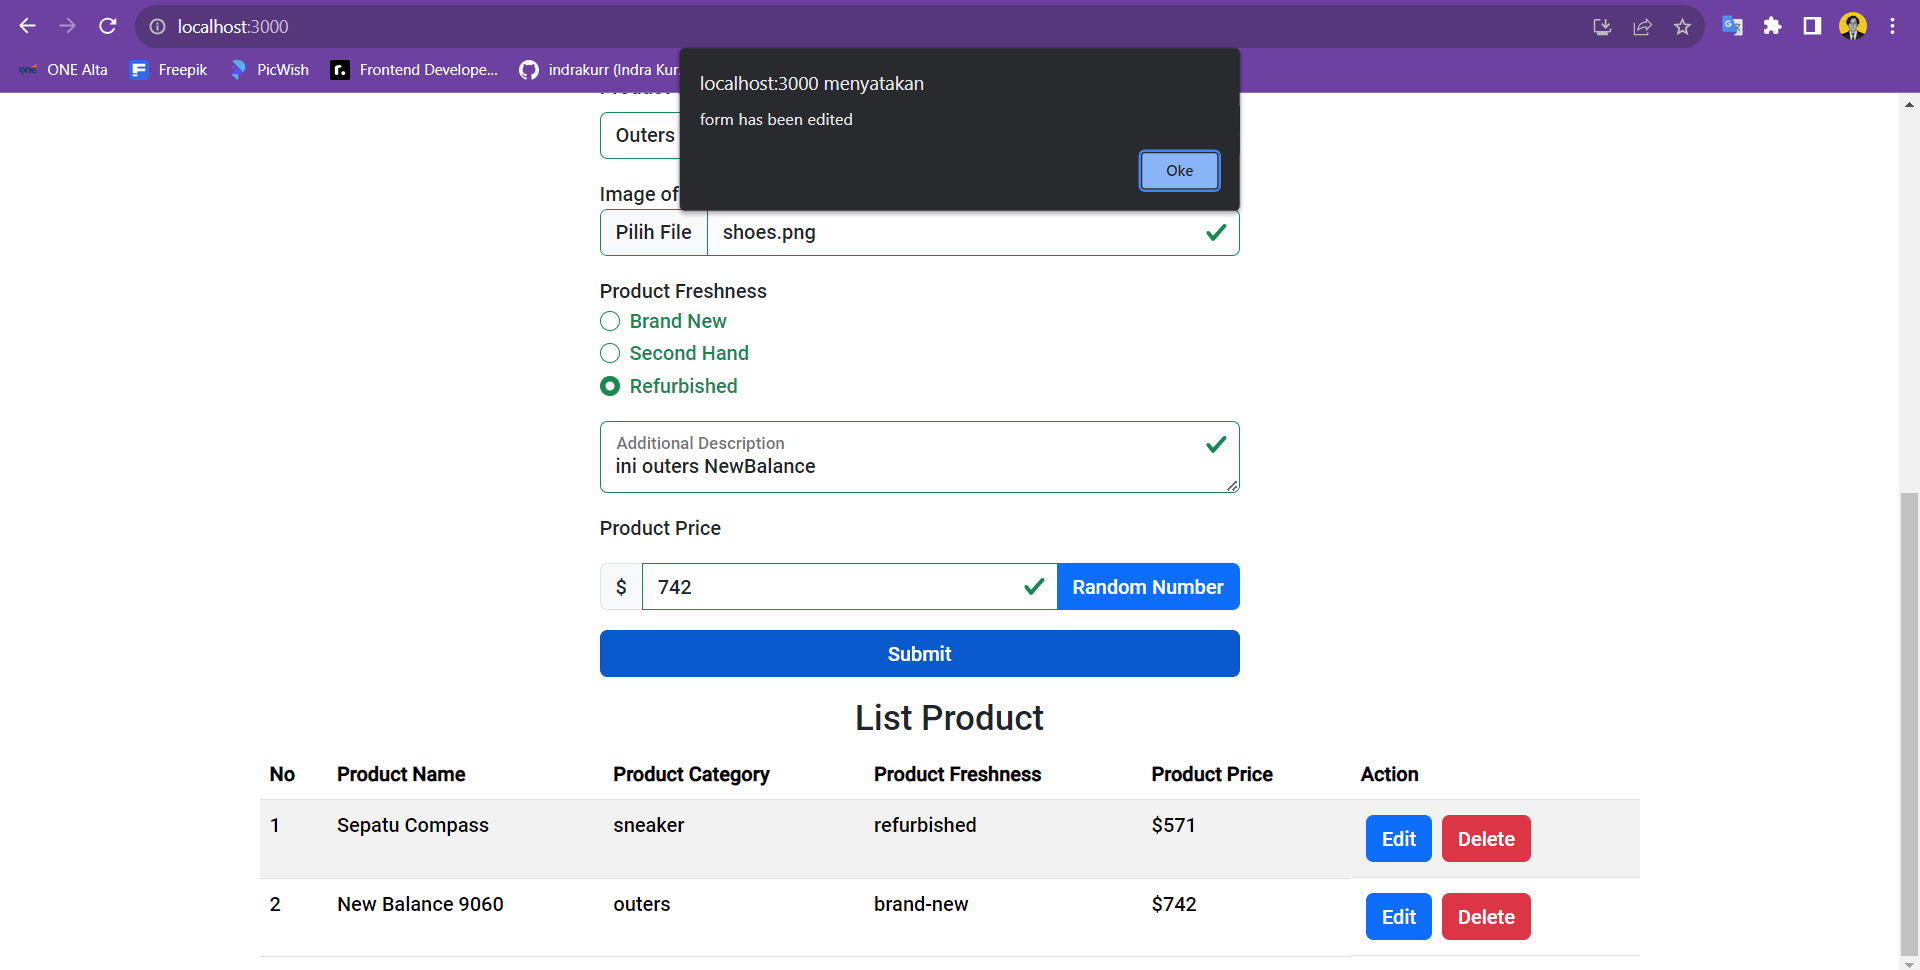 localhost:3000
ONE Alta
Freepik
PicWish
Frontend Develope...
indrakurr (Indra Kur
localhost:3000 menyatakan
form has been edited
Oke
Outers
Image of
Pilih File
shoes.png
Product Freshness
Brand New
Second Hand
Refurbished
Additional Description
ini outers NewBalance
Product Price
$ 742 Random Number
Submit
List Product
No Product Name Product Category Product Freshness Product Price Action
1 Sepatu Compass sneaker refurbished $571 Edit Delete
2 New Balance 9060 outers brand-new $742 Edit Delete